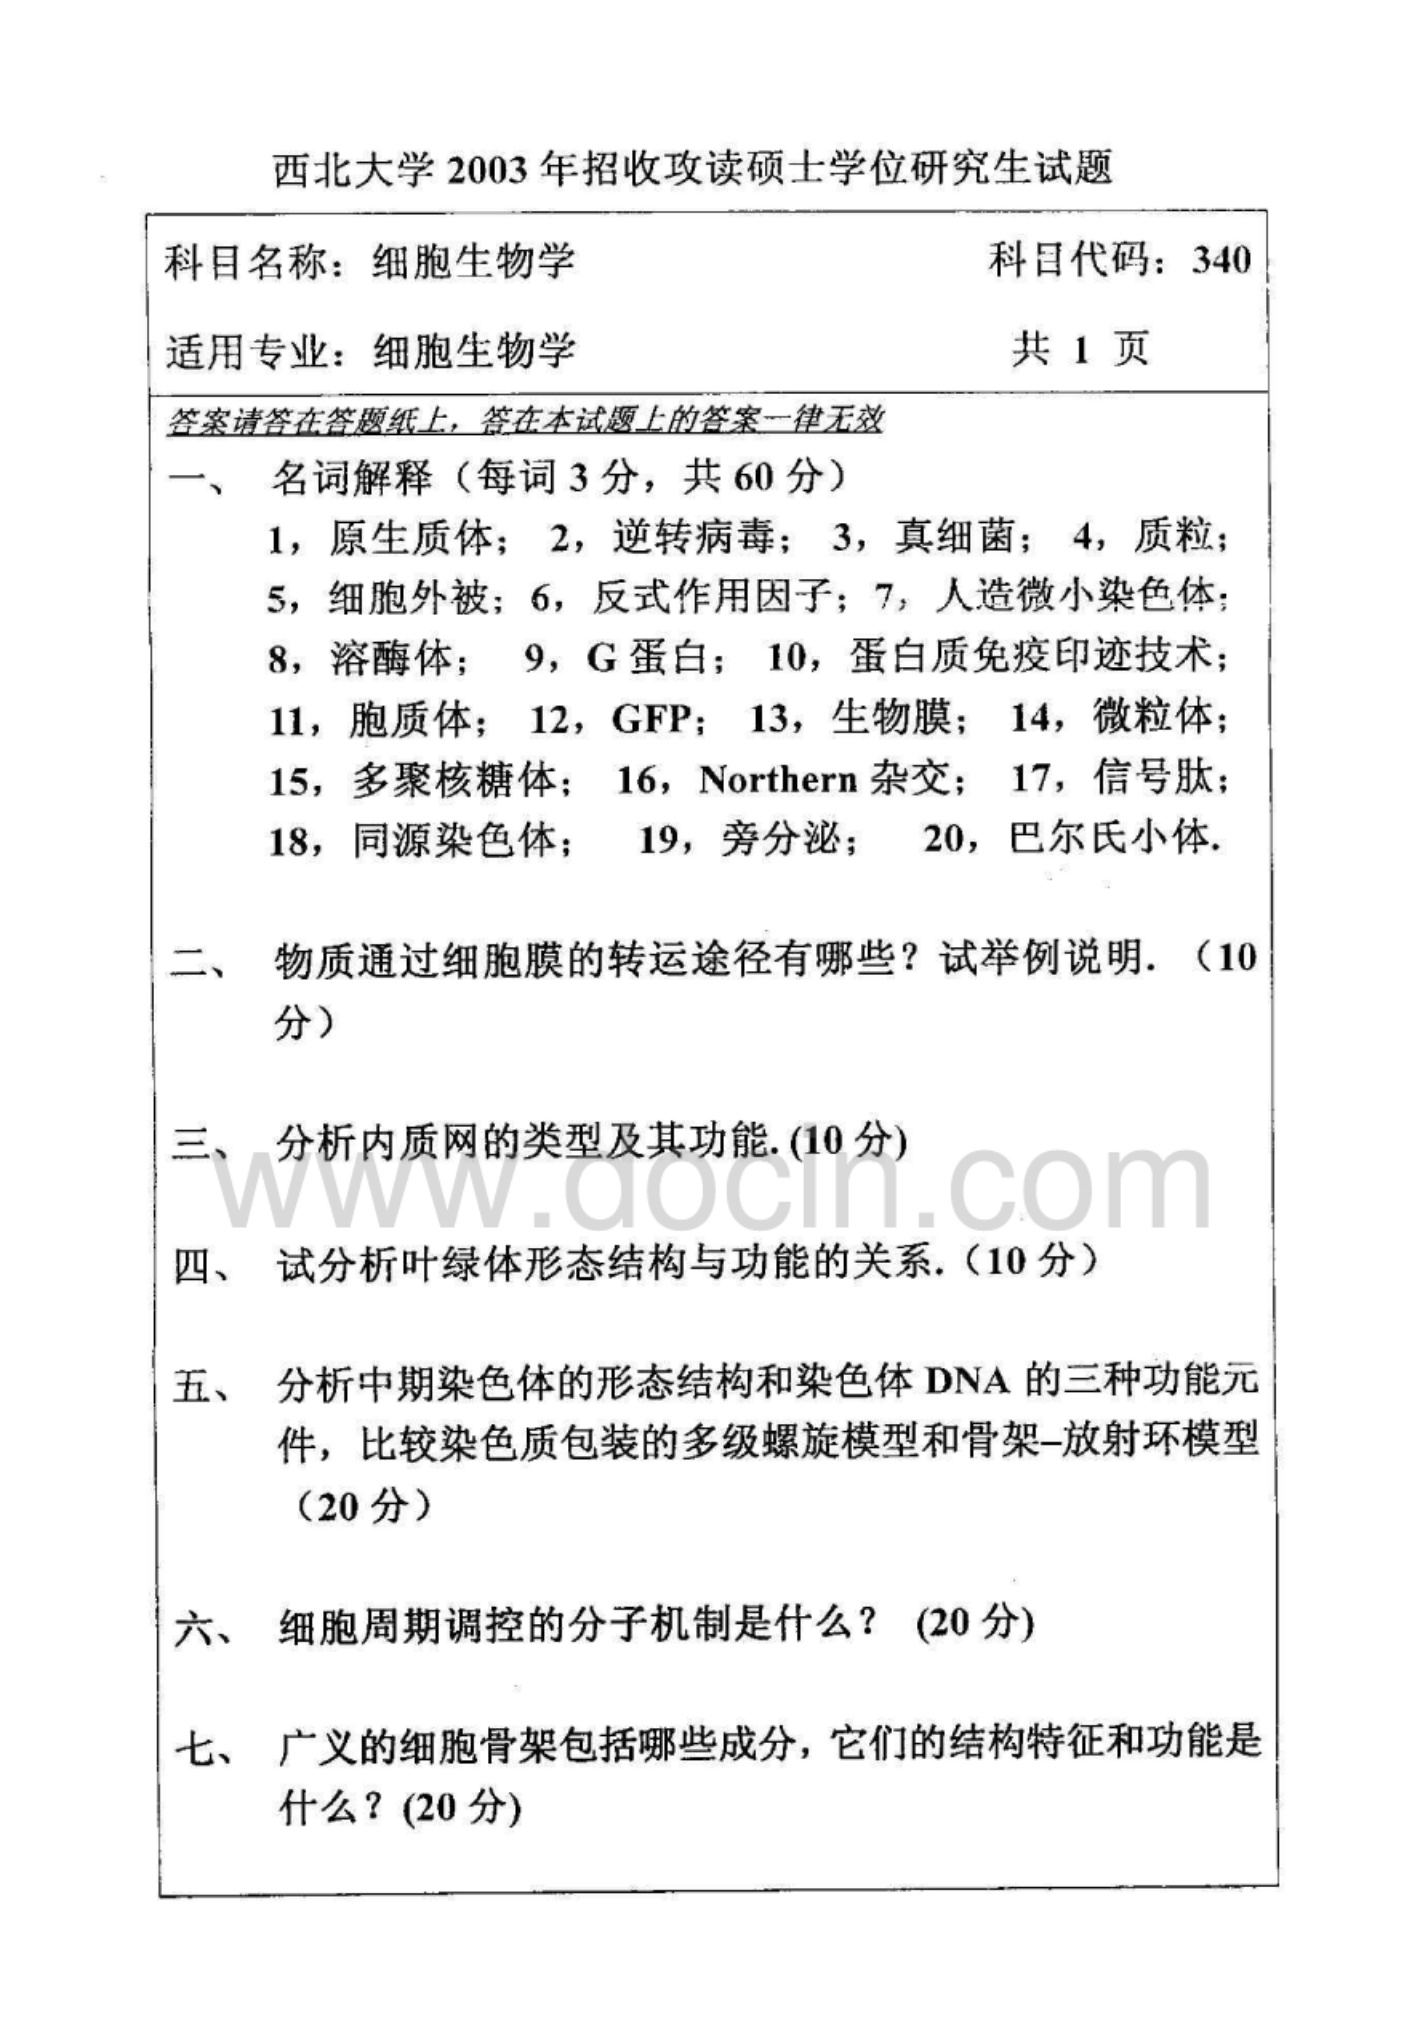 西北大学 2003 年招收攻读硕士学位研究生试题
科目名称：细胞生物学 科目代码：340
适用专业：细胞生物学 共 1 页
答案请答在答题纸上，答在本试题上的答案一律无效
一、 名词解释（每词 3 分，共 60 分）
1，原生质体； 2，逆转病毒； 3，真细菌； 4，质粒；
5，细胞外被；6，反式作用因子；7，人造微小染色体；
8，溶酶体； 9，G 蛋白； 10，蛋白质免疫印迹技术；
11，胞质体； 12，GFP； 13，生物膜； 14，微粒体；
15，多聚核糖体； 16，Northern 杂交； 17，信号肽；
18，同源染色体； 19，旁分泌； 20，巴尔氏小体.
二、 物质通过细胞膜的转运途径有哪些？试举例说明.（10
分）
三、 分析内质网的类型及其功能. (10 分)
www.docin.com
四、 试分析叶绿体形态结构与功能的关系.（10 分）
五、 分析中期染色体的形态结构和染色体 DNA 的三种功能元
件，比较染色质包装的多级螺旋模型和骨架–放射环模型
（20 分）
六、 细胞周期调控的分子机制是什么？ (20 分)
七、 广义的细胞骨架包括哪些成分，它们的结构特征和功能是
什么？(20 分)